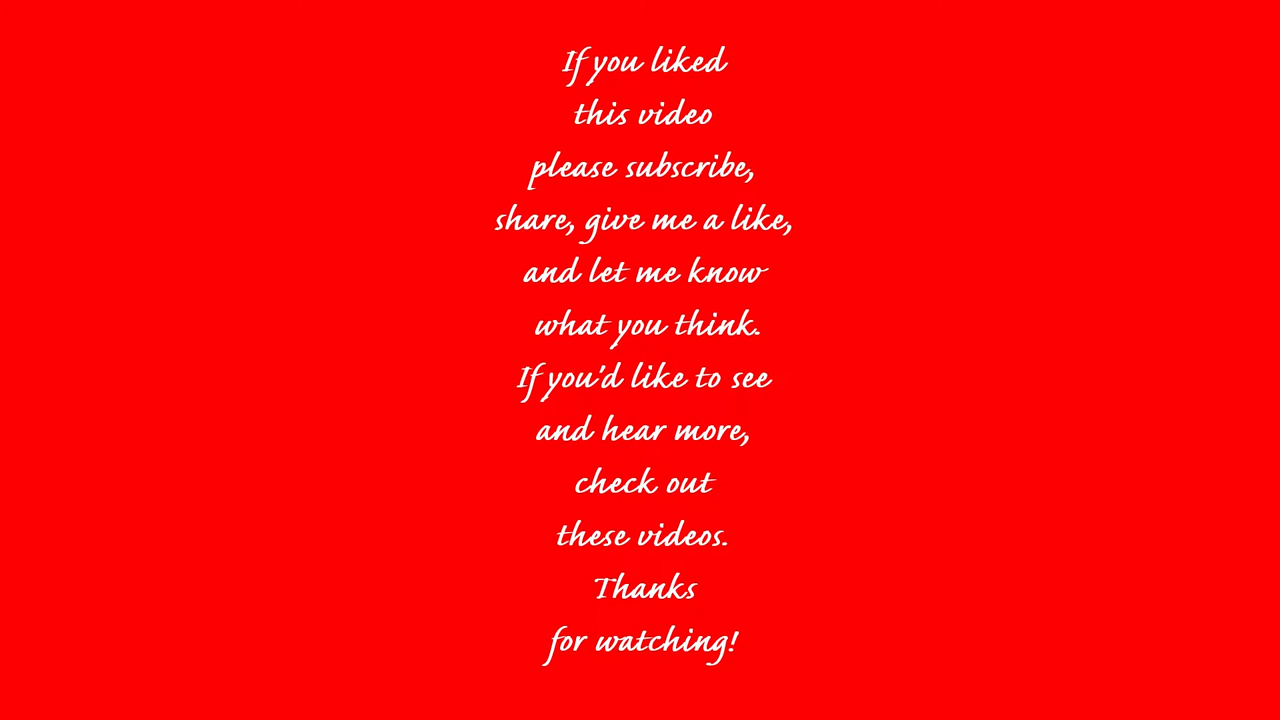 If you liked
this video
please subscribe,
share, give me a like,
and let me know
what you think.
If you'd like to see
and hear more,
check out
these videos.
Thanks
for watching!